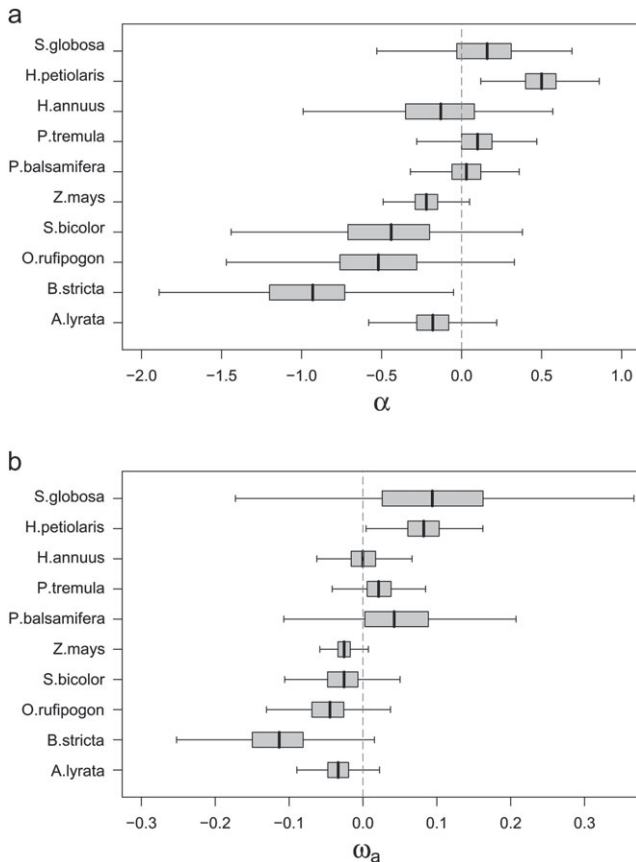 a
S.globosa
H.petiolaris
H.annuus
P.tremula
P.balsamifera
Z.mays
S.bicolor
O.rufipogon
B.stricta
A.lyrata
-2.0 -1.5 -1.0 -0.5 0.0 0.5 1.0
α
b
S.globosa
H.petiolaris
H.annuus
P.tremula
P.balsamifera
Z.mays
S.bicolor
O.rufipogon
B.stricta
A.lyrata
-0.3 -0.2 -0.1 0.0 0.1 0.2 0.3
ωa